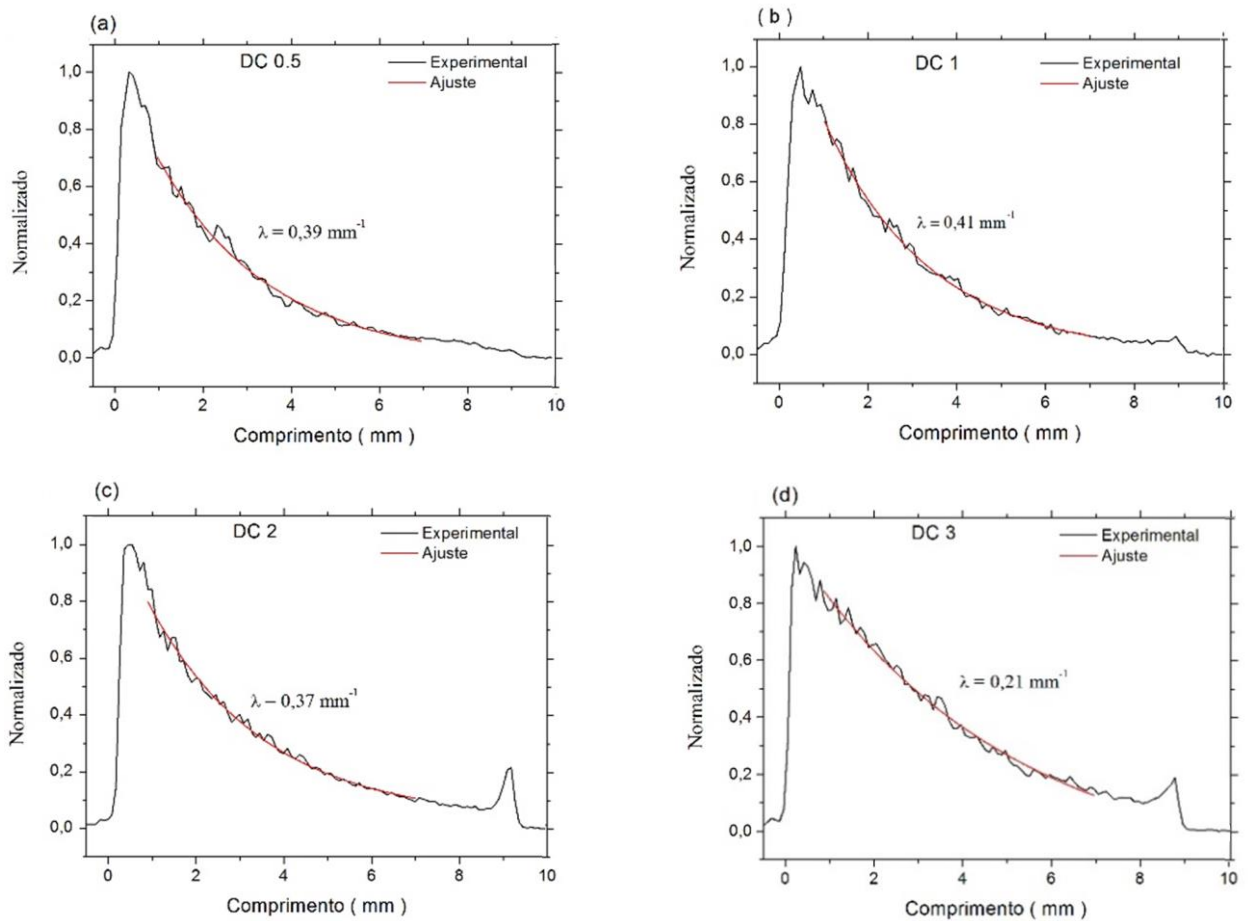 (a)
DC 0.5
Experimental
Ajuste
1,0
0,8
0,6
0,4
0,2
0,0
Normalizado
λ = 0,39 mm⁻¹
0 2 4 6 8 10
Comprimento ( mm )
( b )
DC 1
Experimental
Ajuste
1,0
0,8
0,6
0,4
0,2
0,0
Normalizado
λ = 0,41 mm⁻¹
0 2 4 6 8 10
Comprimento ( mm )
(c)
DC 2
Experimental
Ajuste
1,0
0,8
0,6
0,4
0,2
0,0
Normalizado
λ – 0,37 mm⁻¹
0 2 4 6 8 10
Comprimento ( mm )
(d)
DC 3
Experimental
Ajuste
1,0
0,8
0,6
0,4
0,2
0,0
Normalizado
λ = 0,21 mm⁻¹
0 2 4 6 8 10
Comprimento ( mm )